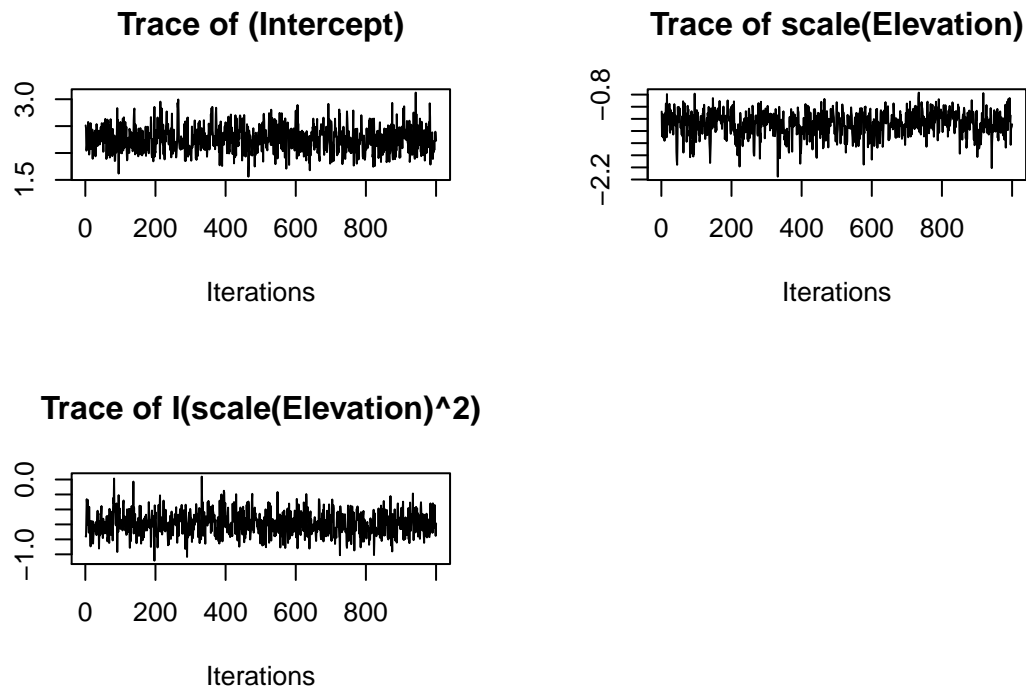 Trace of (Intercept)
3.0
1.5
0 200 400 600 800
Iterations
Trace of scale(Elevation)
−0.8
−2.2
0 200 400 600 800
Iterations
Trace of I(scale(Elevation)^2)
0.0
−1.0
0 200 400 600 800
Iterations